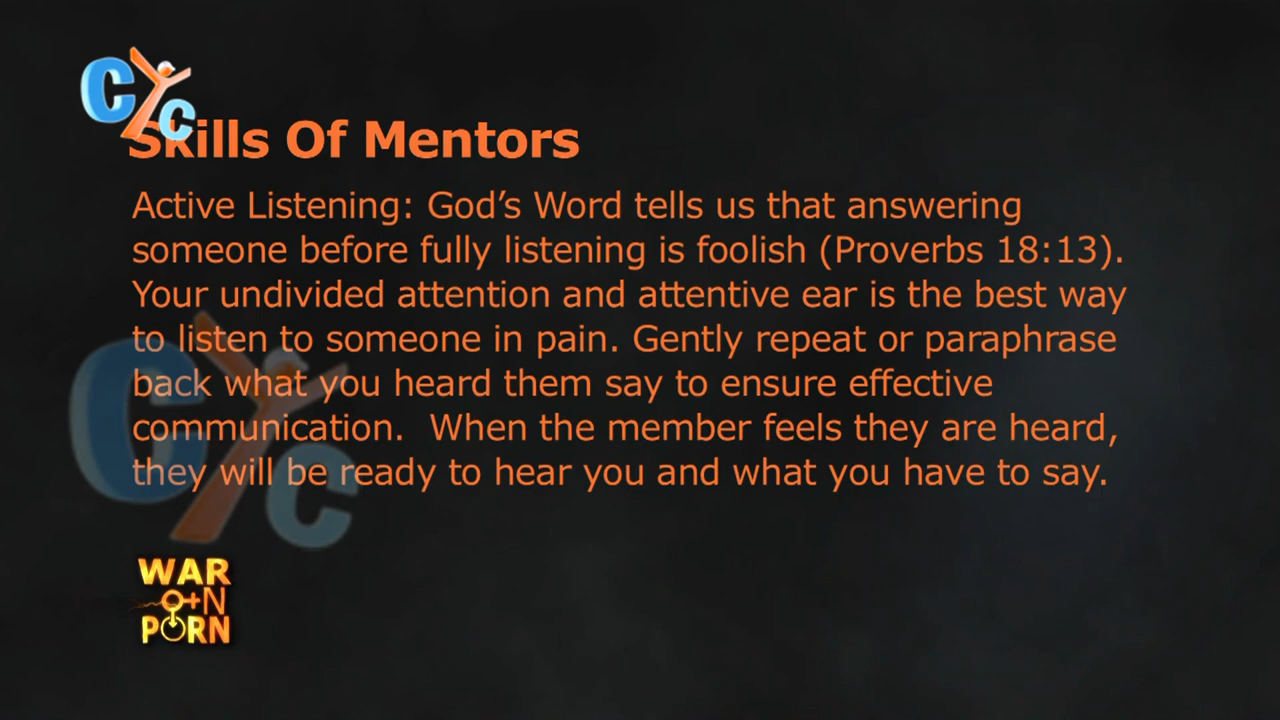 CYC
Skills Of Mentors
Active Listening: God’s Word tells us that answering
someone before fully listening is foolish (Proverbs 18:13).
Your undivided attention and attentive ear is the best way
to listen to someone in pain. Gently repeat or paraphrase
back what you heard them say to ensure effective
communication.  When the member feels they are heard,
they will be ready to hear you and what you have to say.
CYC
WAR
ON
PORN